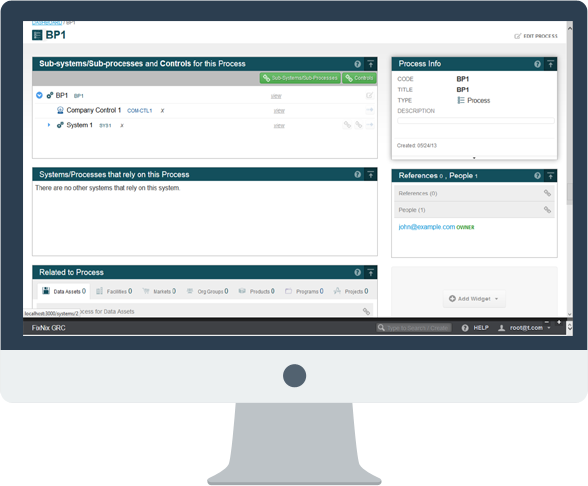 DASHBOARD / BP1
BP1
EDIT PROCESS
Sub-systems/Sub-processes and Controls for this Process
Sub-Systems/Sub-Processes
Controls
BP1 BP1 view
Company Control 1 COM-CTL1 x view
System 1 SYS1 x view
Systems/Processes that rely on this Process
There are no other systems that rely on this system.
Related to Process
Data Assets 0
Facilities 0
Markets 0
Org Groups 0
Products 0
Programs 0
Projects 0
localhost:3000/systems/2
cess for Data Assets
Process Info
CODE BP1
TITLE BP1
TYPE Process
DESCRIPTION
Created: 05/24/13
References 0 , People 1
References (0)
People (1)
john@example.com OWNER
Add Widget
FixNix GRC
Type to Search | Create
HELP
root@t.com